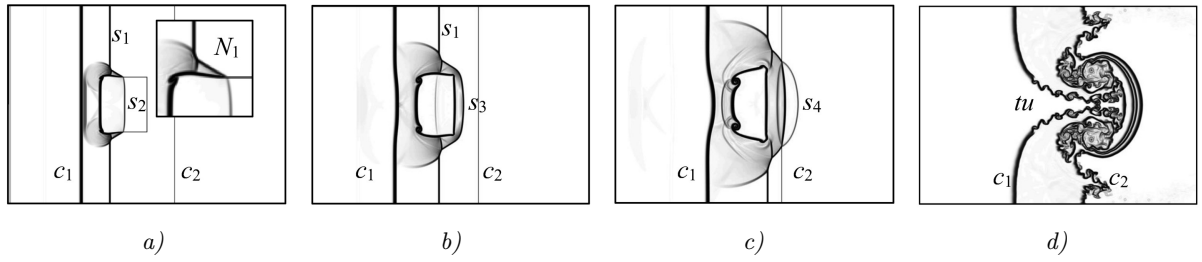 s1 N1 s2 c1 c2
s1 s3 c1 c2
s4 c1 c2
tu c1 c2
a) b) c) d)